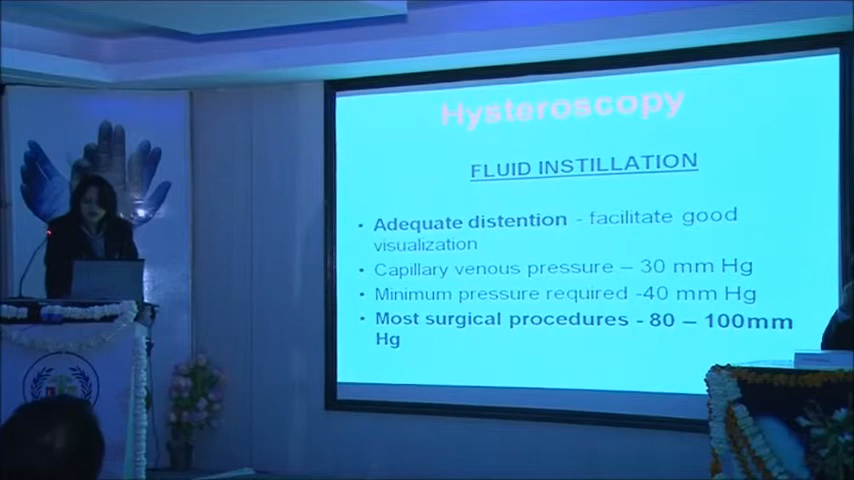 Hysteroscopy
FLUID INSTILLATION
• Adequate distention - facilitate good
visualization
• Capillary venous pressure – 30 mm Hg
• Minimum pressure required -40 mm Hg
• Most surgical procedures - 80 – 100mm
Hg